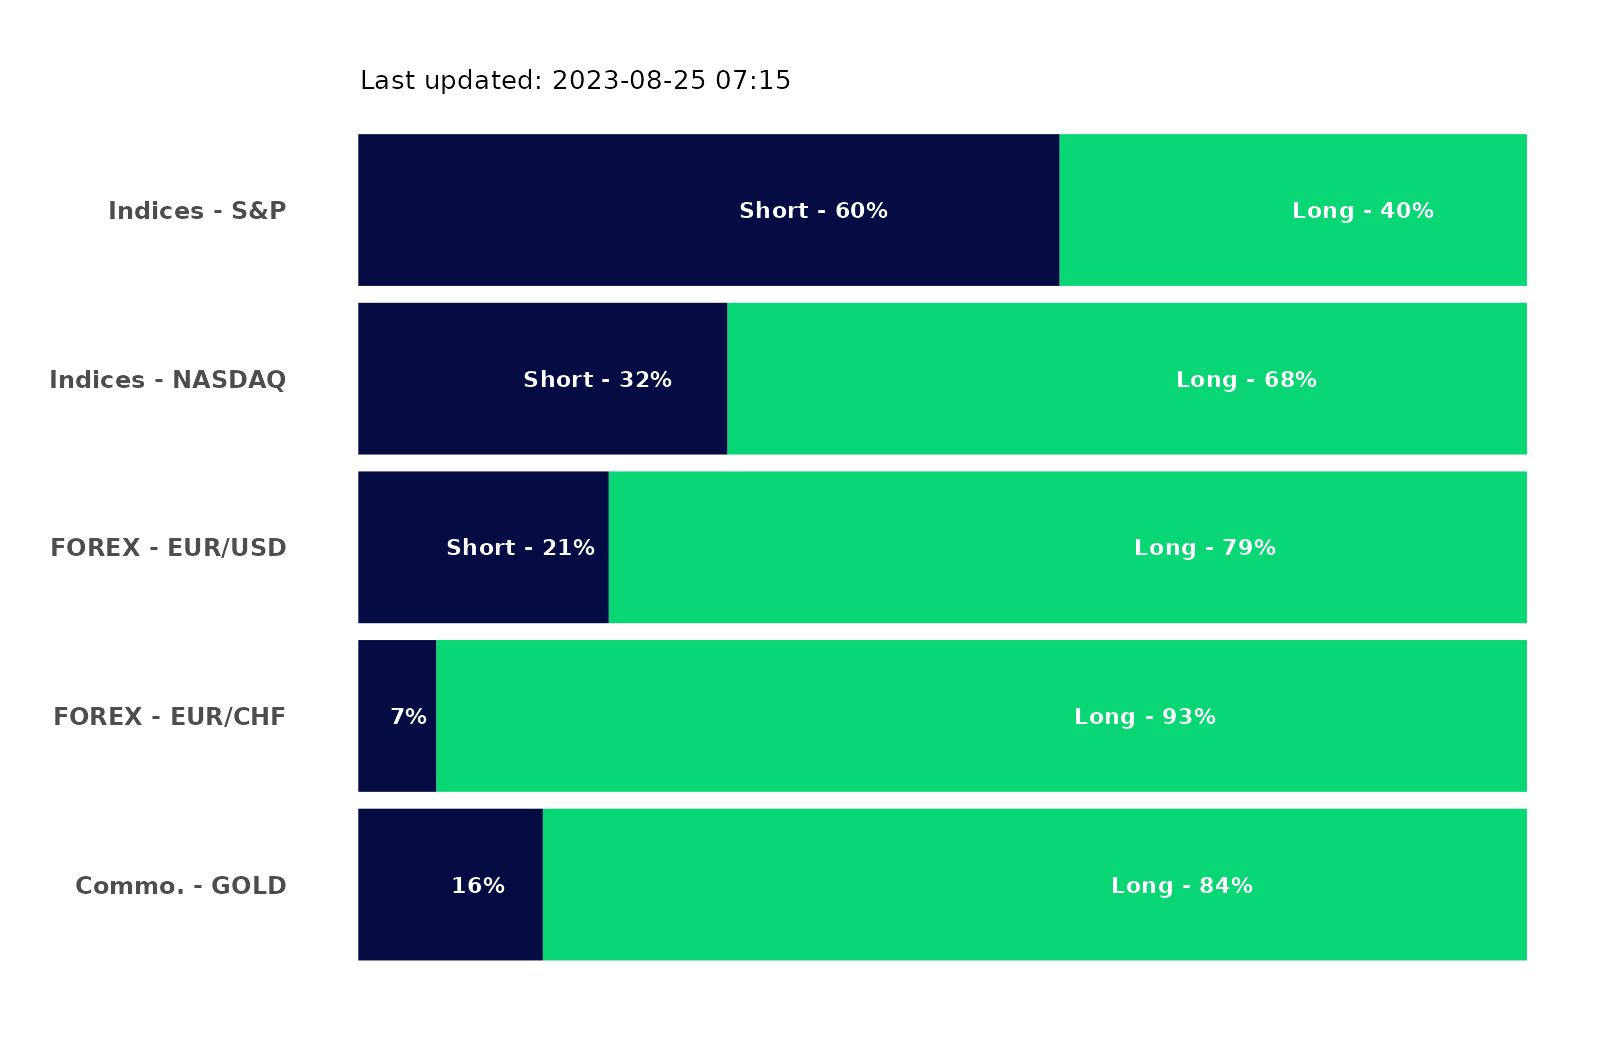 Last updated: 2023-08-25 07:15
Indices - S&P Short - 60% Long - 40%
Indices - NASDAQ Short - 32% Long - 68%
FOREX - EUR/USD Short - 21% Long - 79%
FOREX - EUR/CHF 7% Long - 93%
Commo. - GOLD 16% Long - 84%